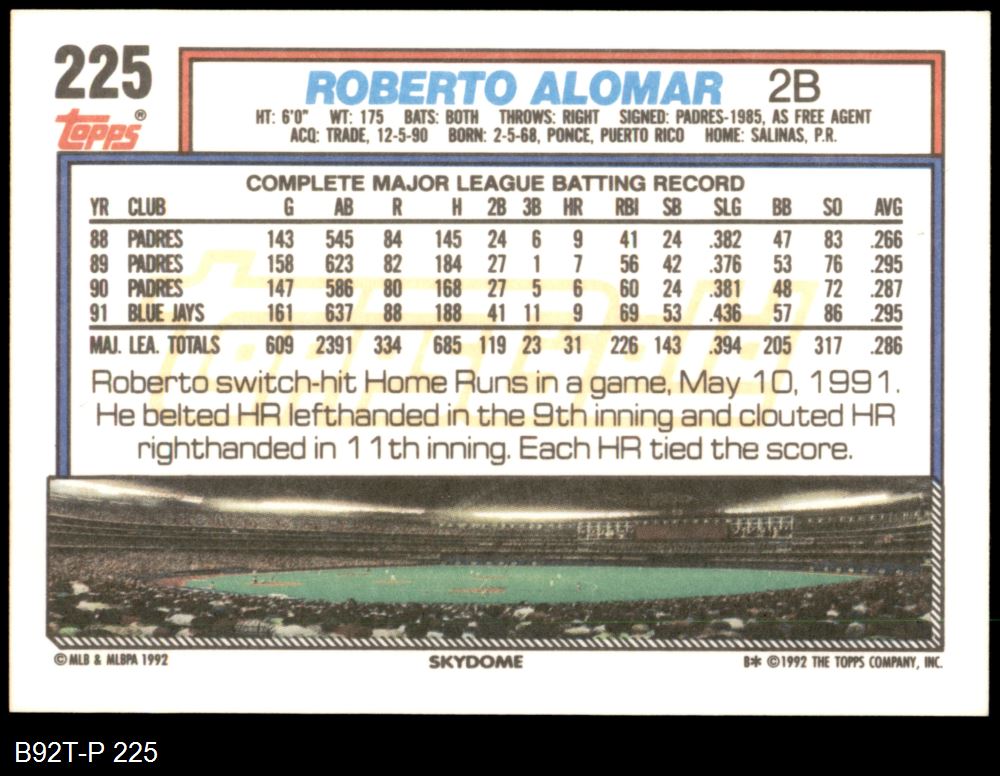 225
topps®
ROBERTO ALOMAR 2B
HT: 6'0" WT: 175 BATS: BOTH THROWS: RIGHT SIGNED: PADRES-1985, AS FREE AGENT
ACQ: TRADE, 12-5-90 BORN: 2-5-68, PONCE, PUERTO RICO HOME: SALINAS, P.R.
COMPLETE MAJOR LEAGUE BATTING RECORD
YR CLUB G AB R H 2B 3B HR RBI SB SLG BB SO AVG
88 PADRES 143 545 84 145 24 6 9 41 24 .382 47 83 .266
89 PADRES 158 623 82 184 27 1 7 56 42 .376 53 76 .295
90 PADRES 147 586 80 168 27 5 6 60 24 .381 48 72 .287
91 BLUE JAYS 161 637 88 188 41 11 9 69 53 .436 57 86 .295
MAJ. LEA. TOTALS 609 2391 334 685 119 23 31 226 143 .394 205 317 .286
Roberto switch-hit Home Runs in a game, May 10, 1991.
He belted HR lefthanded in the 9th inning and clouted HR
righthanded in 11th inning. Each HR tied the score.
© MLB & MLBPA 1992 SKYDOME B* © 1992 THE TOPPS COMPANY, INC.
B92T-P 225